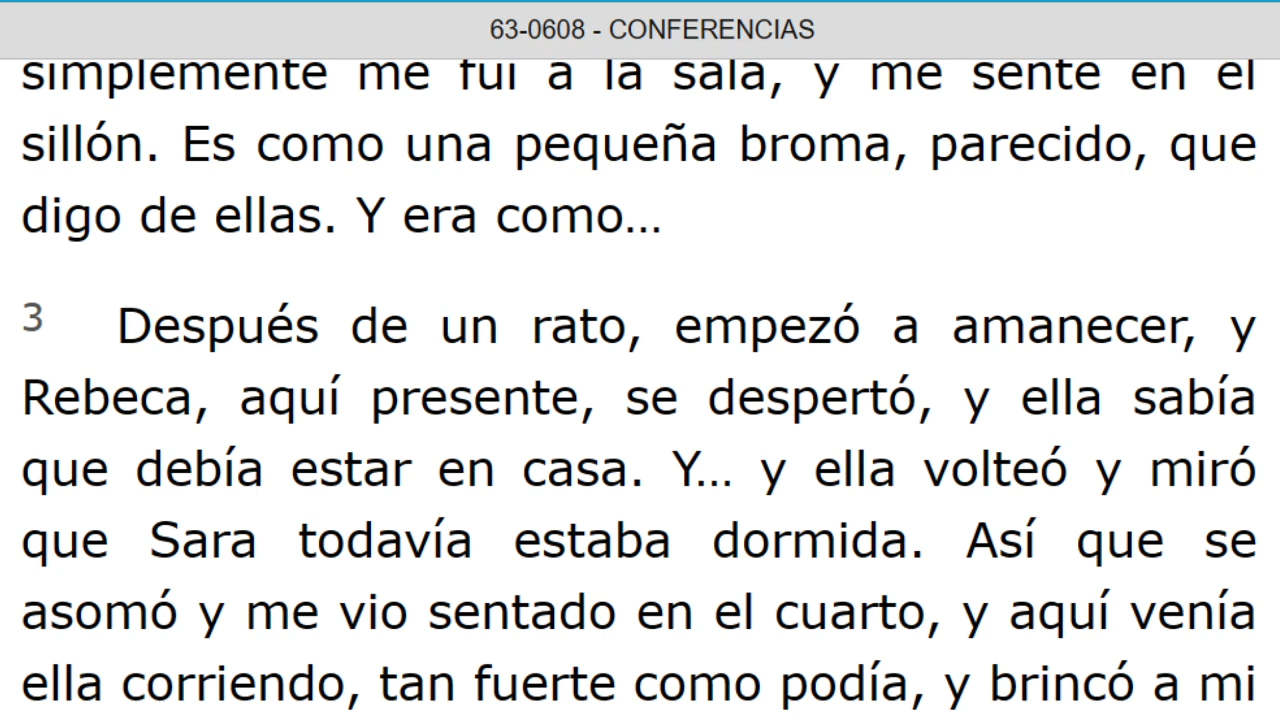 63-0608 - CONFERENCIAS
simplemente me fui a la sala, y me senté en el
sillón. Es como una pequeña broma, parecido, que
digo de ellas. Y era como…
3 Después de un rato, empezó a amanecer, y
Rebeca, aquí presente, se despertó, y ella sabía
que debía estar en casa. Y… y ella volteó y miró
que Sara todavía estaba dormida. Así que se
asomó y me vio sentado en el cuarto, y aquí venía
ella corriendo, tan fuerte como podía, y brincó a mi